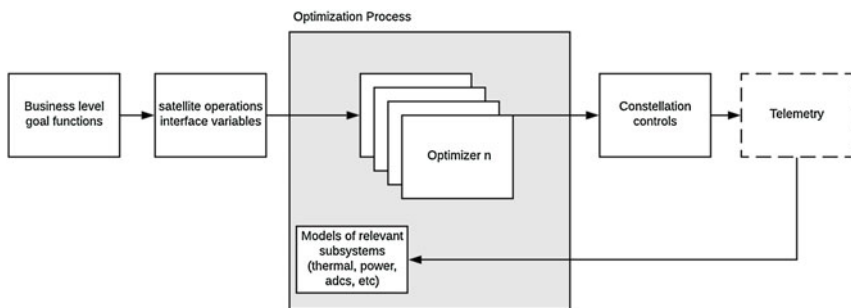 Optimization Process
Business level
goal functions
satellite operations
interface variables
Optimizer n
Constellation
controls
Telemetry
Models of relevant
subsystems
(thermal, power,
adcs, etc)